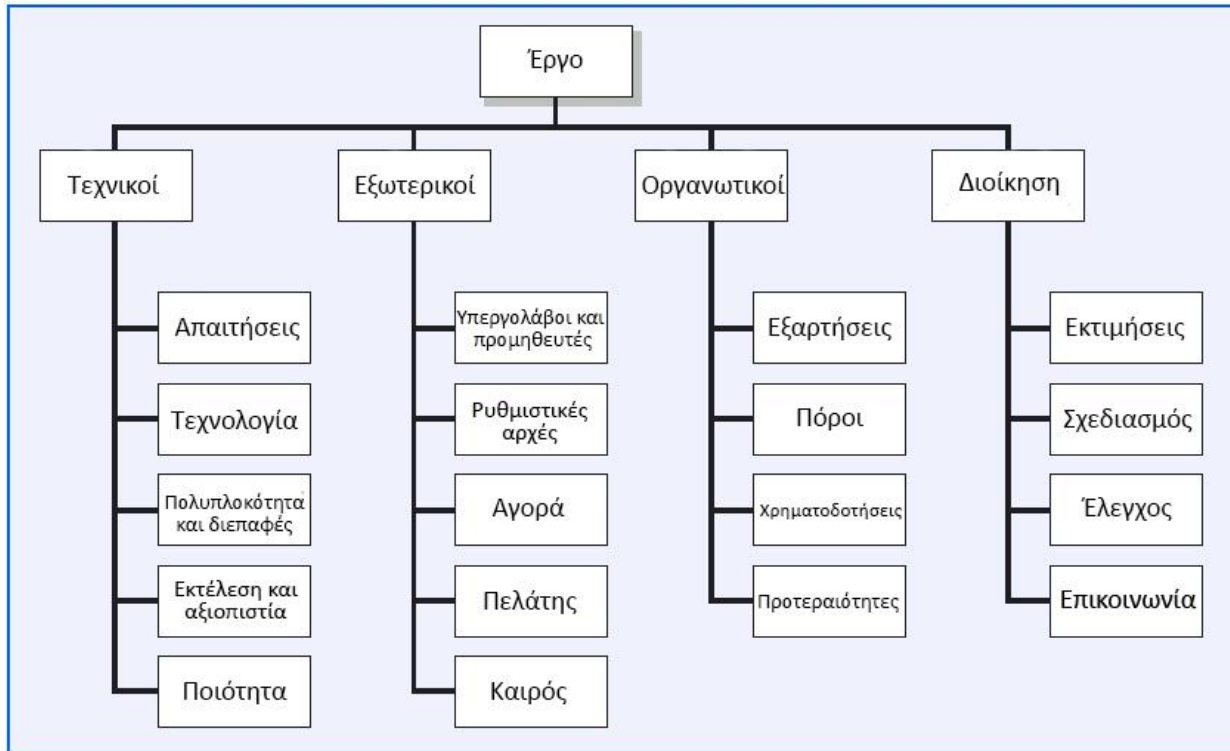 Έργο
Τεχνικοί
Εξωτερικοί
Οργανωτικοί
Διοίκηση
Απαιτήσεις
Τεχνολογία
Πολυπλοκότητα
και διεπαφές
Εκτέλεση και
αξιοπιστία
Ποιότητα
Υπεργολάβοι και
προμηθευτές
Ρυθμιστικές
αρχές
Αγορά
Πελάτης
Καιρός
Εξαρτήσεις
Πόροι
Χρηματοδοτήσεις
Προτεραιότητες
Εκτιμήσεις
Σχεδιασμός
Έλεγχος
Επικοινωνία